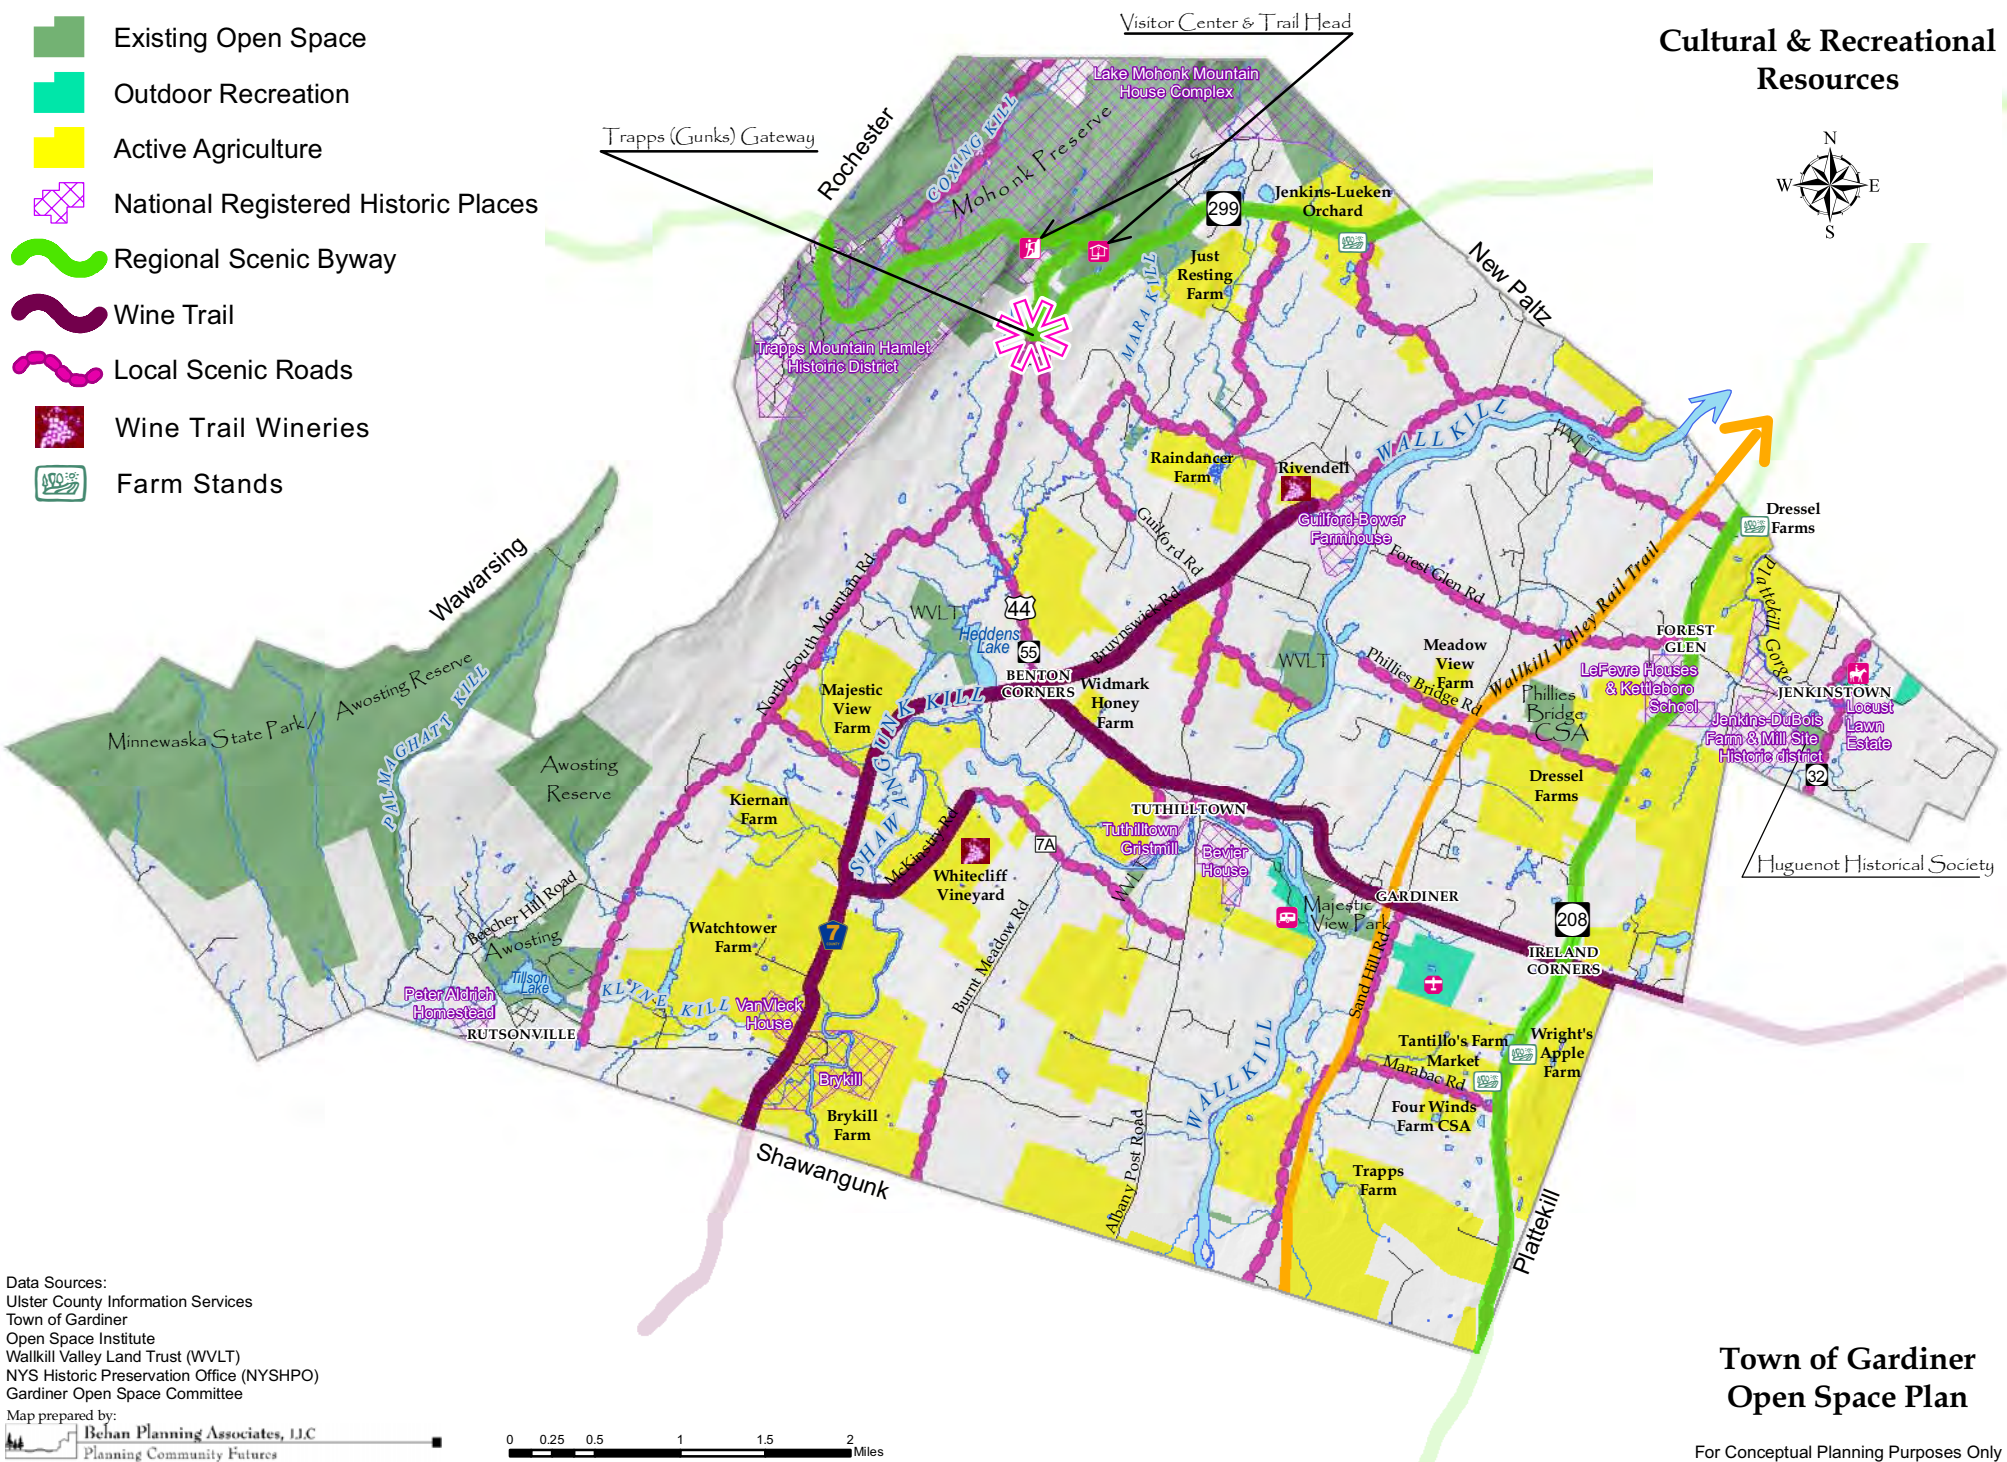 Existing Open Space
Outdoor Recreation
Active Agriculture
National Registered Historic Places
Regional Scenic Byway
Wine Trail
Local Scenic Roads
Wine Trail Wineries
Farm Stands
Cultural & Recreational
Resources
N
W
E
S
Visitor Center & Trail Head
Trapps (Gunks) Gateway
Rochester
COXING KILL
Mohonk Preserve
Lake Mohonk Mountain
House Complex
299
Jenkins-Lueken
Orchard
Just
Resting
Farm
MARA KILL
New Paltz
Trapps Mountain Hamlet
Histoiric District
Raindancer
Farm
Rivendell
WALLKILL
WVLT
Guilford-Bower
Farmhouse
Guilford Rd
Forest Glen Rd
Dressel
Farms
Wallkill Valley Rail Trail
Wawarsing
North/South Mountain Rd
WVLT
Heddens
Lake
44
55
BENTON
CORNERS
Bruynswick Rd
Widmark
Honey
Farm
WVLT
Phillies Bridge Rd
Meadow
View
Farm
FOREST
GLEN
LeFevre Houses
& Kettleboro
School
Plattekill Gorge
JENKINSTOWN
Locust
Lawn
Estate
Jenkins-DuBois
Farm & Mill Site
Historic district
32
Huguenot Historical Society
Phillies
Bridge
CSA
Dressel
Farms
Minnewaska State Park/
Awosting Reserve
PALMAGHATT KILL
Awosting
Reserve
Majestic
View
Farm
SHAWANGUNK KILL
Kiernan
Farm
McKinstry Rd
Whitecliff
Vineyard
7A
TUTHILLTOWN
Tuthilltown
Gristmill
Bevier
House
WVLT
Majestic
View Park
GARDINER
208
IRELAND
CORNERS
Beecher Hill Road
Awosting
Tillson
Lake
Peter Aldrich
Homestead
RUTSONVILLE
KLYNE KILL
Watchtower
Farm
7
VanVleck
House
Brykill
Brykill
Farm
Burnt Meadow Rd
Albany Post Road
WALLKILL
Sand Hill Rd
Tantillo's Farm
Market
Wright's
Apple
Farm
Marabac Rd
Four Winds
Farm CSA
Trapps
Farm
Shawangunk
Plattekill
Data Sources:
Ulster County Information Services
Town of Gardiner
Open Space Institute
Wallkill Valley Land Trust (WVLT)
NYS Historic Preservation Office (NYSHPO)
Gardiner Open Space Committee
Map prepared by:
Behan Planning Associates, LLC
Planning Community Futures
0 0.25 0.5 1 1.5 2
Miles
Town of Gardiner
Open Space Plan
For Conceptual Planning Purposes Only